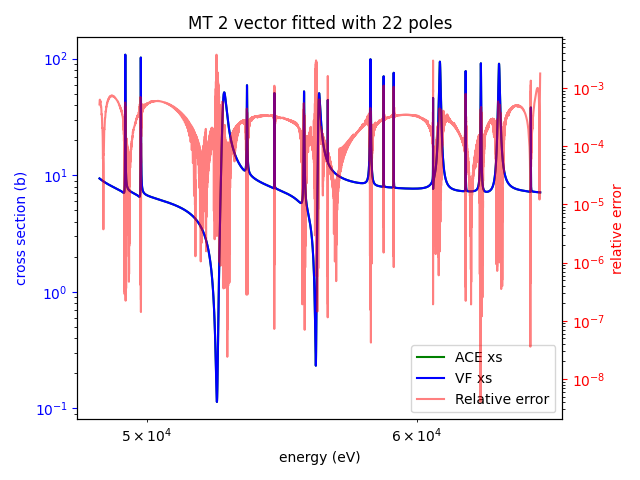 MT 2 vector fitted with 22 poles
cross section (b)
10²
10¹
10⁰
10⁻¹
10⁻³
10⁻⁴
10⁻⁵
10⁻⁶
10⁻⁷
10⁻⁸
relative error
ACE xs
VF xs
Relative error
5 × 10⁴
6 × 10⁴
energy (eV)